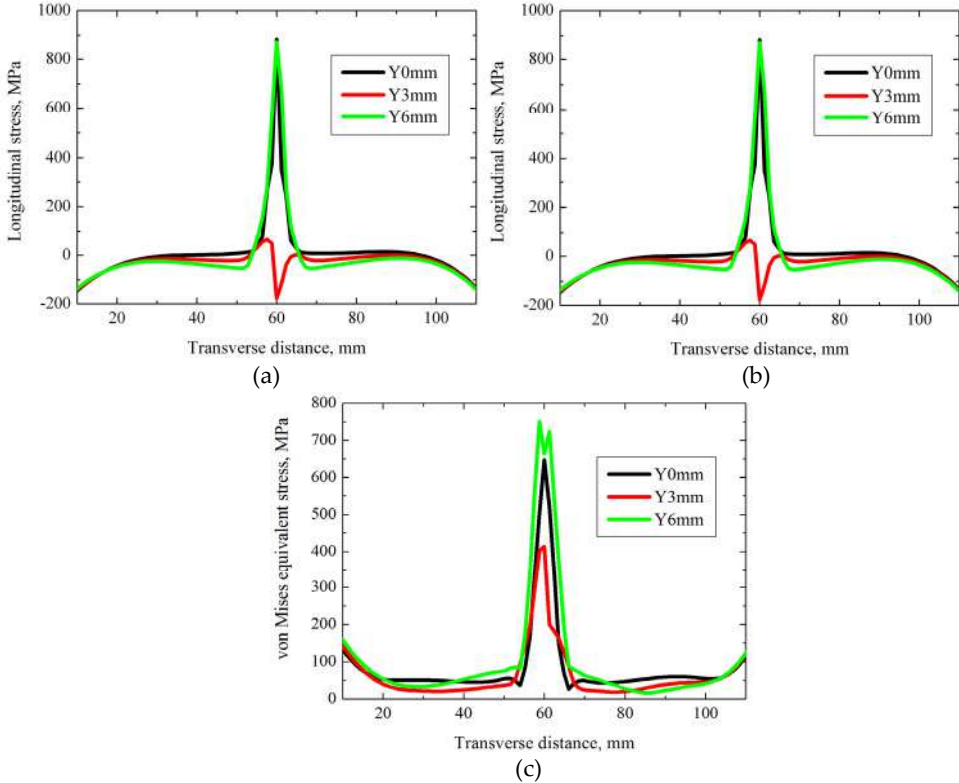 1000
800
600
400
200
0
-200
20 40 60 80 100
Longitudinal stress, MPa
Transverse distance, mm
Y0mm
Y3mm
Y6mm
(a)
1000
800
600
400
200
0
-200
20 40 60 80 100
Longitudinal stress, MPa
Transverse distance, mm
Y0mm
Y3mm
Y6mm
(b)
800
700
600
500
400
300
200
100
0
20 40 60 80 100
von Mises equivalent stress, MPa
Transverse distance, mm
Y0mm
Y3mm
Y6mm
(c)